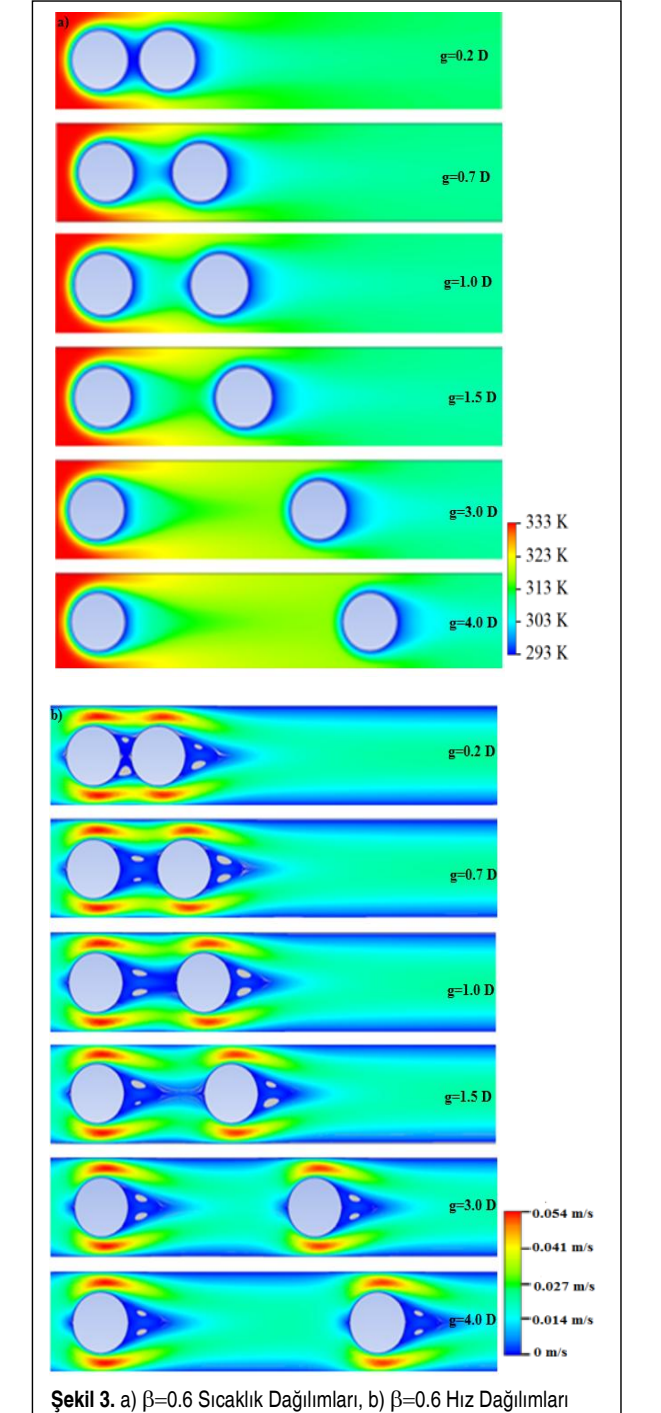 a)
g=0.2 D
g=0.7 D
g=1.0 D
g=1.5 D
g=3.0 D
g=4.0 D
333 K
323 K
313 K
303 K
293 K
b)
g=0.2 D
g=0.7 D
g=1.0 D
g=1.5 D
g=3.0 D
g=4.0 D
0.054 m/s
0.041 m/s
0.027 m/s
0.014 m/s
0 m/s
Şekil 3. a) β=0.6 Sıcaklık Dağılımları, b) β=0.6 Hız Dağılımları